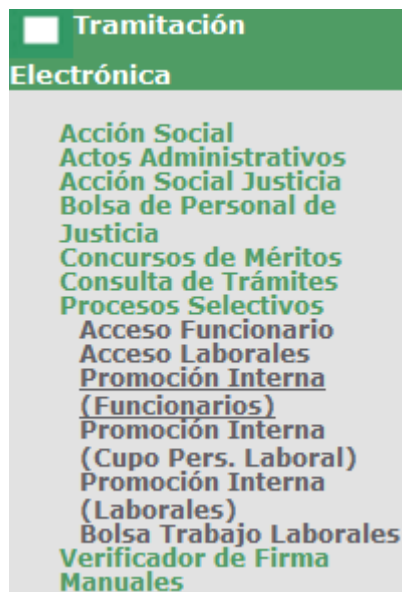 Tramitación
Electrónica
Acción Social
Actos Administrativos
Acción Social Justicia
Bolsa de Personal de
Justicia
Concursos de Méritos
Consulta de Trámites
Procesos Selectivos
Acceso Funcionario
Acceso Laborales
Promoción Interna
(Funcionarios)
Promoción Interna
(Cupo Pers. Laboral)
Promoción Interna
(Laborales)
Bolsa Trabajo Laborales
Verificador de Firma
Manuales